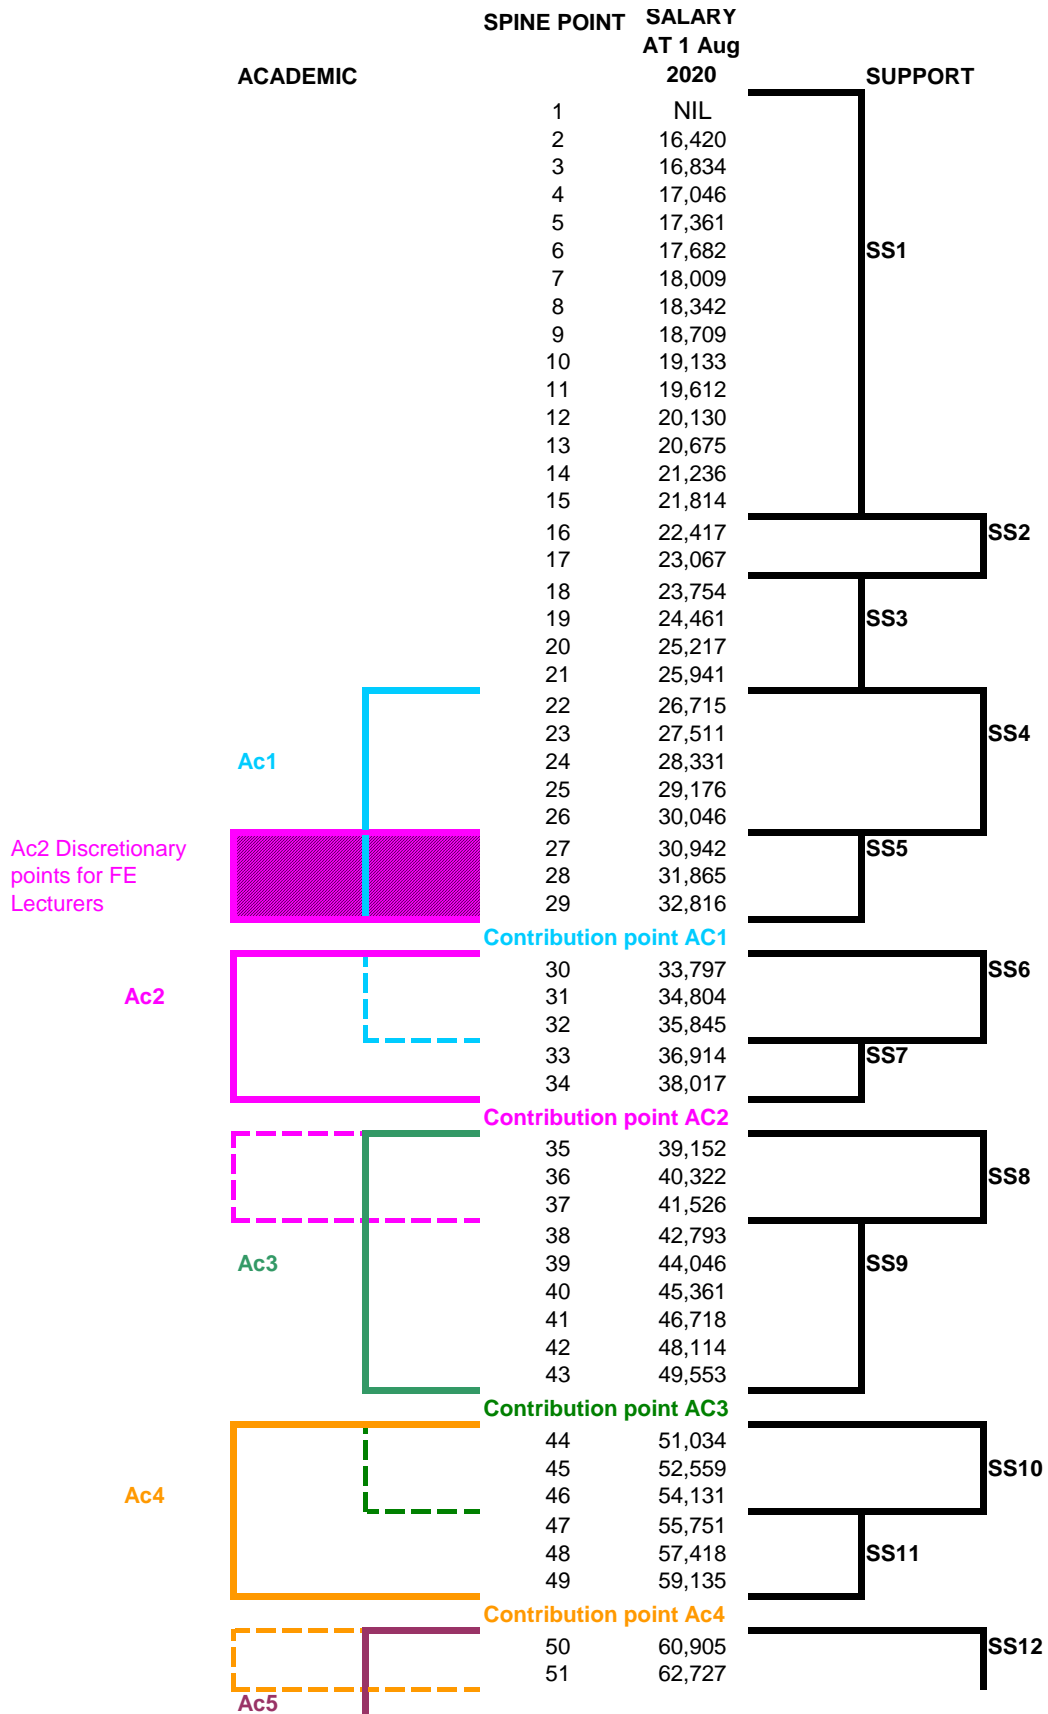 SPINE POINT SALARY
AT 1 Aug
ACADEMIC 2020 SUPPORT
1 NIL
2 16,420
3 16,834
4 17,046
5 17,361
6 17,682 SS1
7 18,009
8 18,342
9 18,709
10 19,133
11 19,612
12 20,130
13 20,675
14 21,236
15 21,814
16 22,417 SS2
17 23,067
18 23,754
19 24,461 SS3
20 25,217
21 25,941
22 26,715
23 27,511 SS4
Ac1 24 28,331
25 29,176
26 30,046
Ac2 Discretionary 27 30,942 SS5
points for FE 28 31,865
Lecturers 29 32,816
Contribution point AC1
30 33,797 SS6
Ac2 31 34,804
32 35,845
33 36,914 SS7
34 38,017
Contribution point AC2
35 39,152
36 40,322 SS8
37 41,526
38 42,793
Ac3 39 44,046 SS9
40 45,361
41 46,718
42 48,114
43 49,553
Contribution point AC3
44 51,034
45 52,559 SS10
Ac4 46 54,131
47 55,751
48 57,418 SS11
49 59,135
Contribution point Ac4
50 60,905 SS12
51 62,727
Ac5